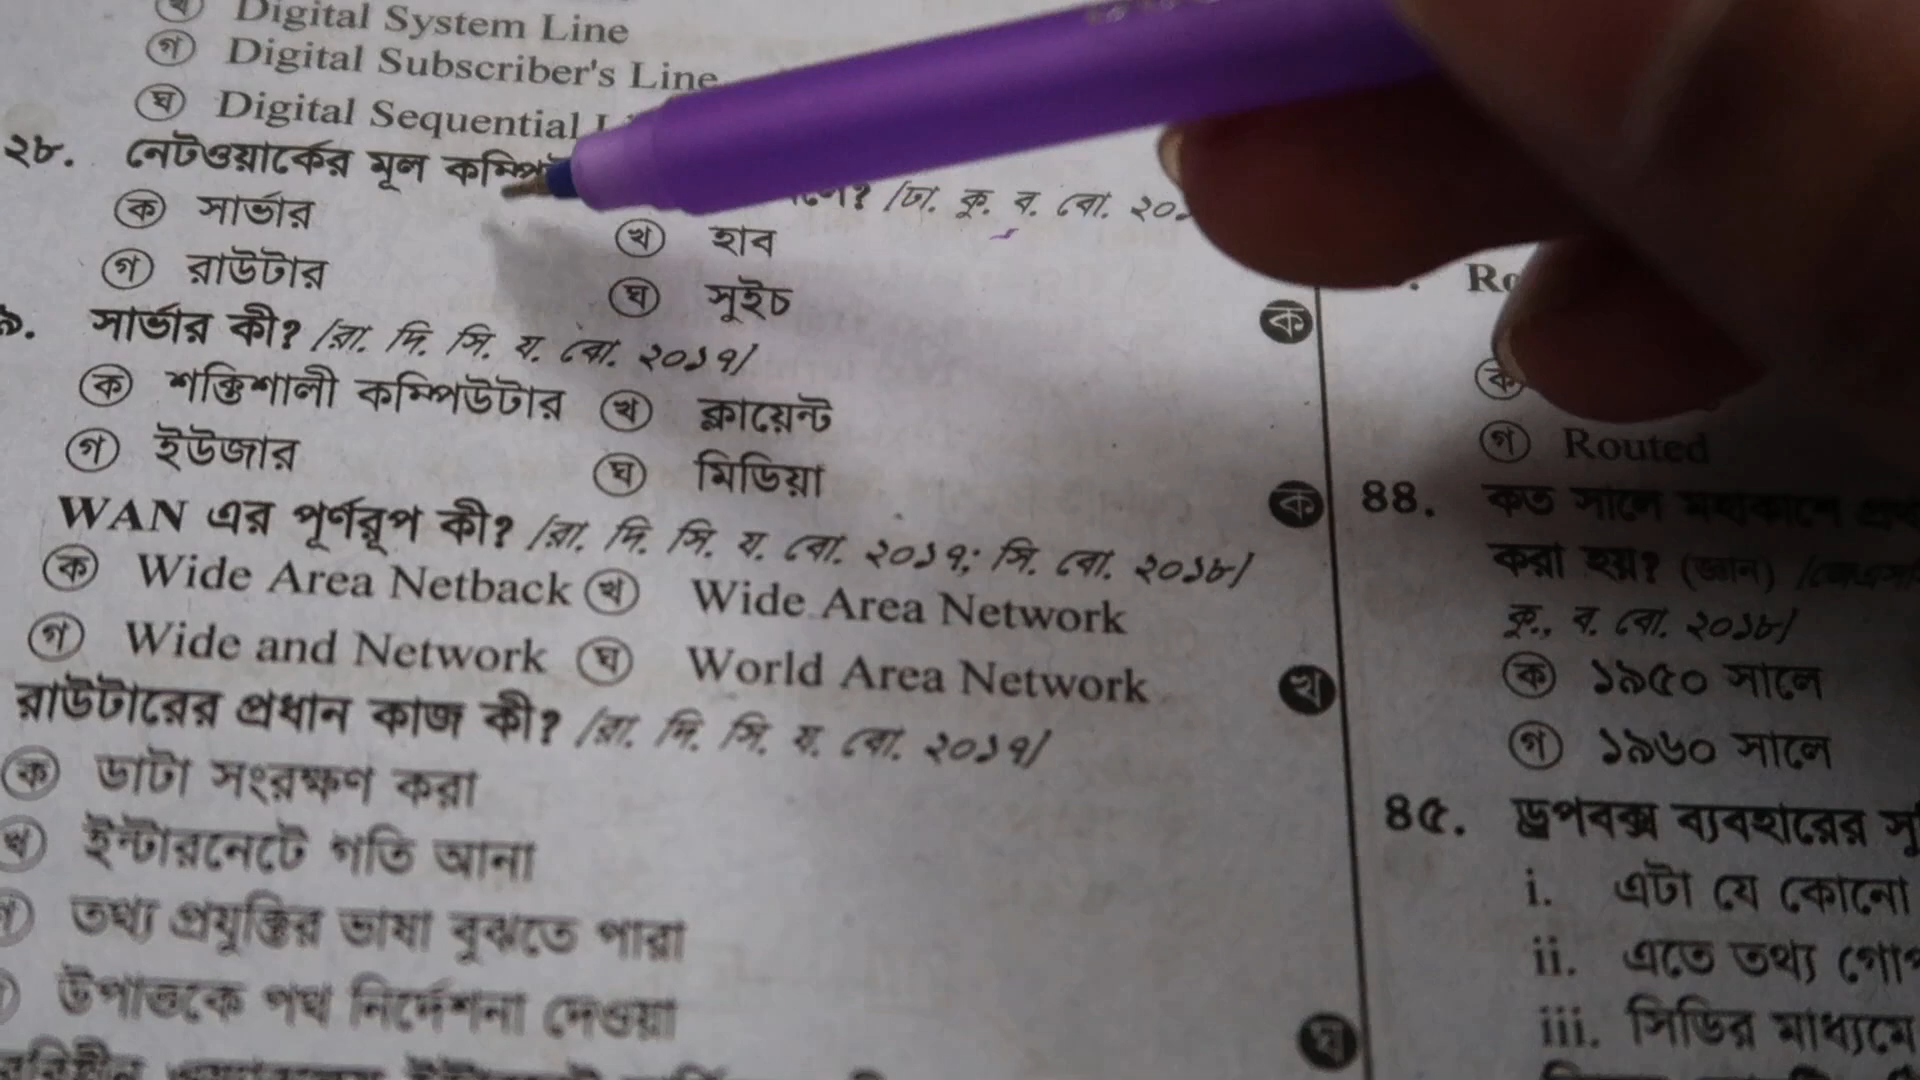 Digital System Line
গ Digital Subscriber's Line
ঘ Digital Sequential
২৮. নেটওয়ার্কের মূল /ঢা. কু. ব. বো.
ক সার্ভার খ হাব
গ রাউটার ঘ সুইচ
ক
৯. সার্ভার কী? /রা. দি. সি. য. বো. ২০১৭/
ক শক্তিশালী কম্পিউটার খ ক্লায়েন্ট
গ ইউজার ঘ মিডিয়া
ক
WAN এর পূর্ণরূপ কী? /রা. দি. সি. য. বো. ২০১৭; সি. বো. ২০১৮/
ক Wide Area Netback খ Wide Area Network
গ Wide and Network ঘ World Area Network
খ
রাউটারের প্রধান কাজ কী? /রা. দি. সি. য. বো. ২০১৭/
ক ডাটা সংরক্ষণ করা
খ ইন্টারনেটে গতি আনা
গ তথ্য প্রযুক্তির ভাষা বুঝতে পারা
উপাত্তকে পথ নির্দেশনা দেওয়া
ঘ
ক
গ Routed
৪৪. কত সালে মহাকাশে
করা হয়? (জ্ঞান)
কু., ব. বো. ২০১৮/
ক ১৯৫০ সালে
গ ১৯৬০ সালে
৪৫. ড্রপবক্স ব্যবহারের
i. এটা যে কোনো
ii. এতে তথ্য
iii. সিডির মাধ্যমে